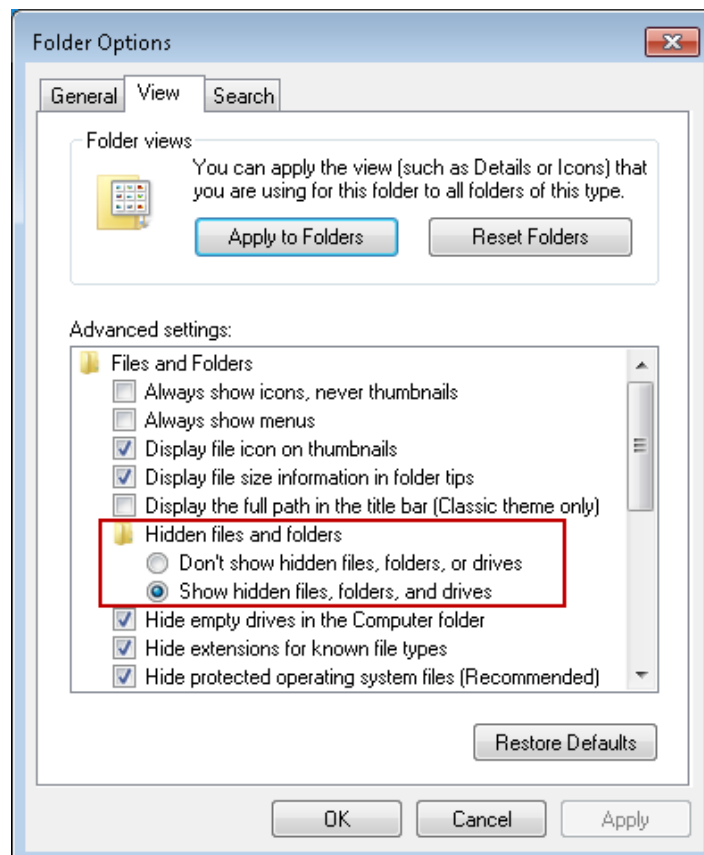 Folder Options
General
View
Search
Folder views
You can apply the view (such as Details or Icons) that
you are using for this folder to all folders of this type.
Apply to Folders
Reset Folders
Advanced settings:
Files and Folders
Always show icons, never thumbnails
Always show menus
Display file icon on thumbnails
Display file size information in folder tips
Display the full path in the title bar (Classic theme only)
Hidden files and folders
Don't show hidden files, folders, or drives
Show hidden files, folders, and drives
Hide empty drives in the Computer folder
Hide extensions for known file types
Hide protected operating system files (Recommended)
Restore Defaults
OK
Cancel
Apply